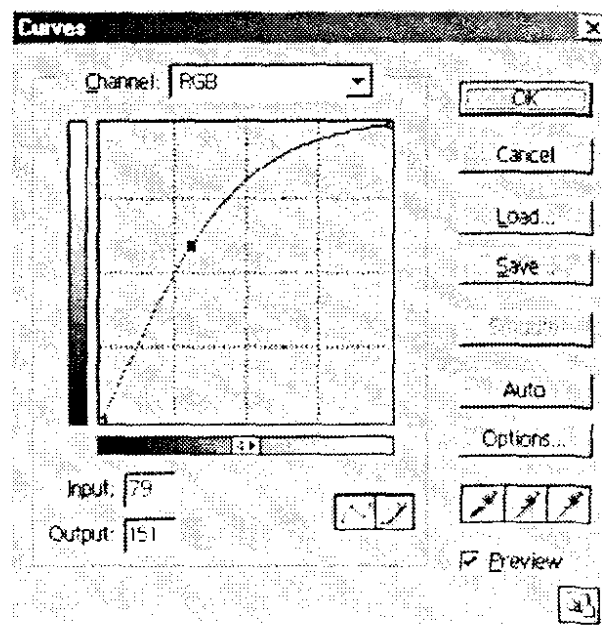 Curves
Channel: RGB
OK
Cancel
Load...
Save
Auto
Options...
Input: 79
Output: 151
Preview